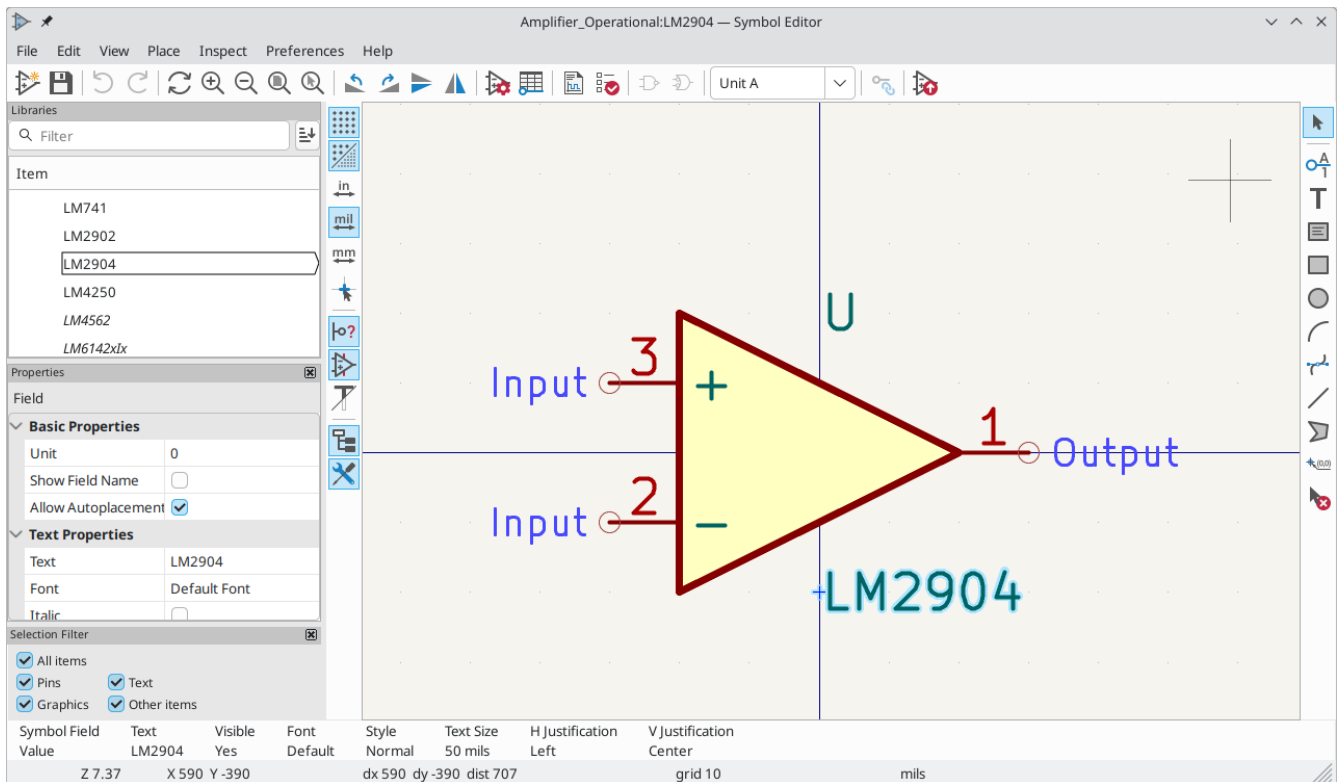 Amplifier_Operational:LM2904 — Symbol Editor
File Edit View Place Inspect Preferences Help
Unit A
Libraries
Filter
Item
LM741
LM2902
LM2904
LM4250
LM4562
LM6142xIx
Properties
Field
Basic Properties
Unit 0
Show Field Name
Allow Autoplacement
Text Properties
Text LM2904
Font Default Font
Italic
Selection Filter
All items
Pins Text
Graphics Other items
in
mil
mm
U
3
Input
+
1
Output
2
Input
−
LM2904
A
1
T
(0,0)
Symbol Field Text Visible Font Style Text Size H Justification V Justification
Value LM2904 Yes Default Normal 50 mils Left Center
Z 7.37 X 590 Y -390 dx 590 dy -390 dist 707 grid 10 mils